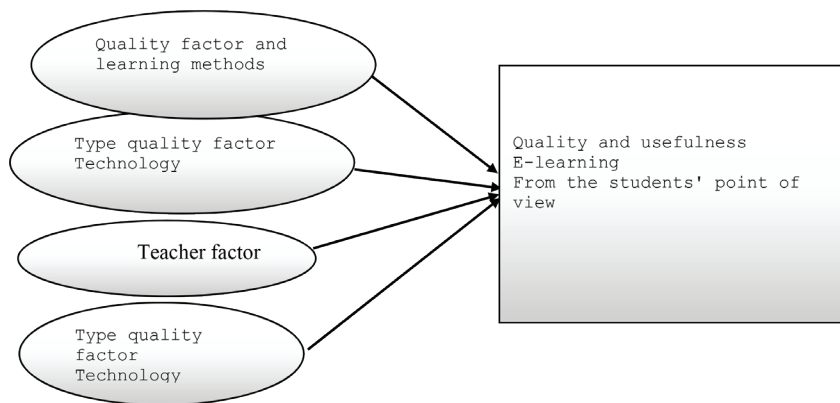 Quality factor and
learning methods
Type quality factor
Technology
Teacher factor
Type quality
factor
Technology
Quality and usefulness
E-learning
From the students' point of
view